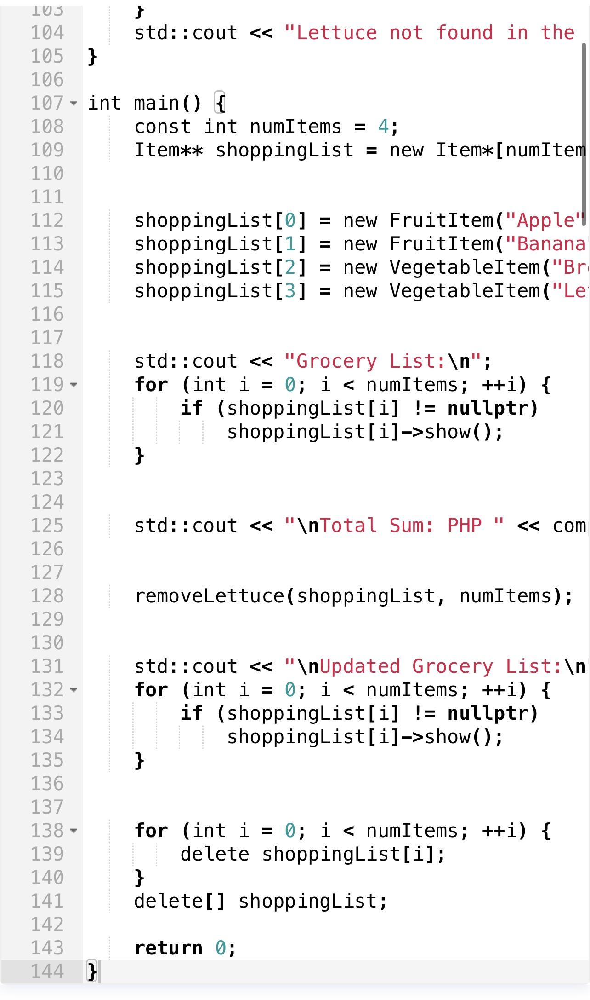 103 }
104 std::cout << "Lettuce not found in the
105 }
106
107 int main() {
108 const int numItems = 4;
109 Item** shoppingList = new Item*[numItem
110
111
112 shoppingList[0] = new FruitItem("Apple"
113 shoppingList[1] = new FruitItem("Banana
114 shoppingList[2] = new VegetableItem("Br
115 shoppingList[3] = new VegetableItem("Le
116
117
118 std::cout << "Grocery List:\n";
119 for (int i = 0; i < numItems; ++i) {
120 if (shoppingList[i] != nullptr)
121 shoppingList[i]->show();
122 }
123
124
125 std::cout << "\nTotal Sum: PHP " << com
126
127
128 removeLettuce(shoppingList, numItems);
129
130
131 std::cout << "\nUpdated Grocery List:\n
132 for (int i = 0; i < numItems; ++i) {
133 if (shoppingList[i] != nullptr)
134 shoppingList[i]->show();
135 }
136
137
138 for (int i = 0; i < numItems; ++i) {
139 delete shoppingList[i];
140 }
141 delete[] shoppingList;
142
143 return 0;
144 }